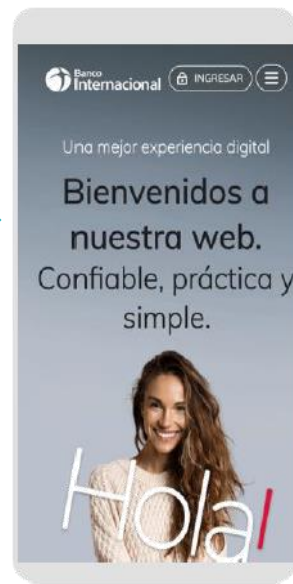 Banco
Internacional
INGRESAR
Una mejor experiencia digital
Bienvenidos a
nuestra web.
Confiable, práctica y
simple.
Hola!